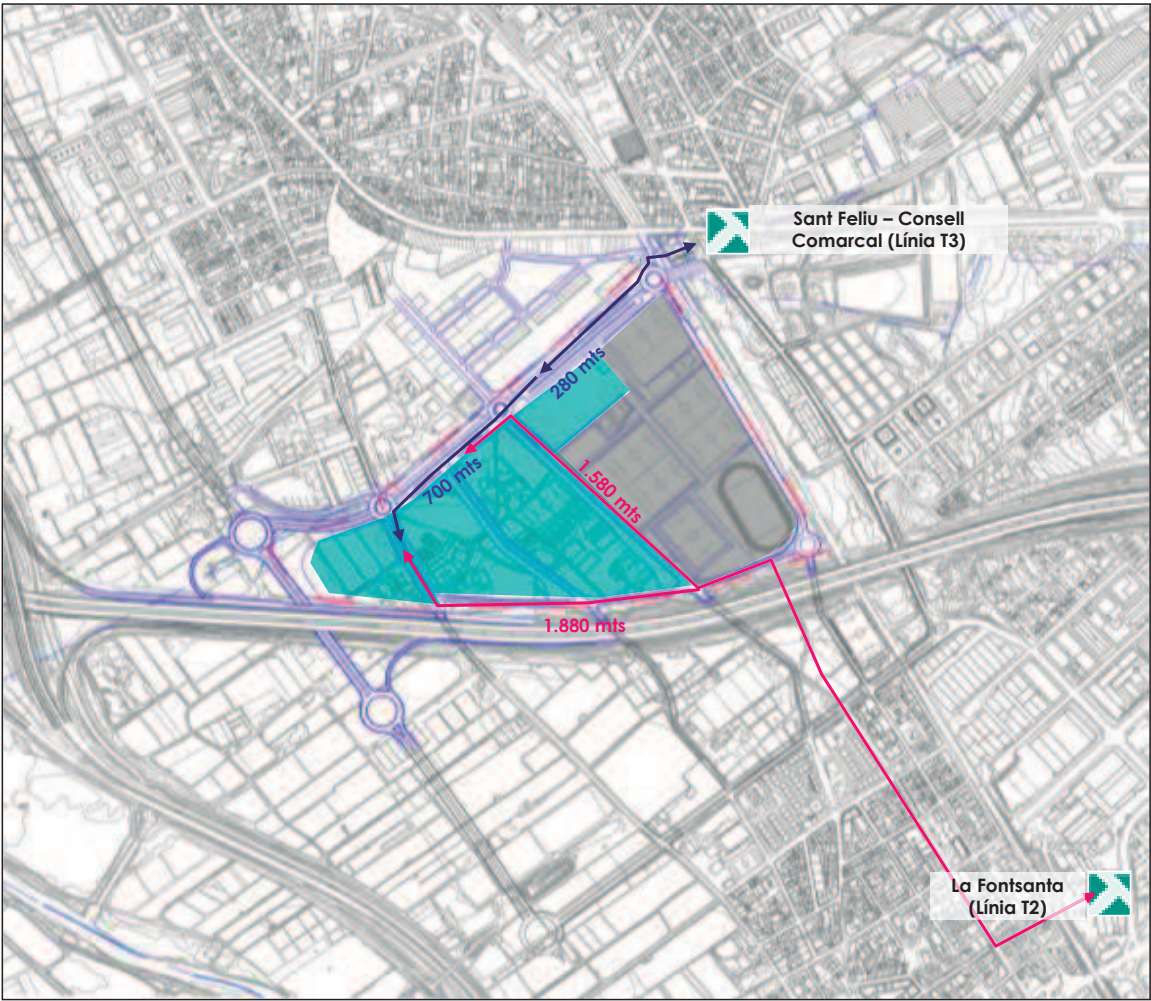 Sant Feliu – Consell
Comarcal (Línia T3)
280 mts
700 mts
1.580 mts
1.880 mts
La Fontsanta
(Línia T2)